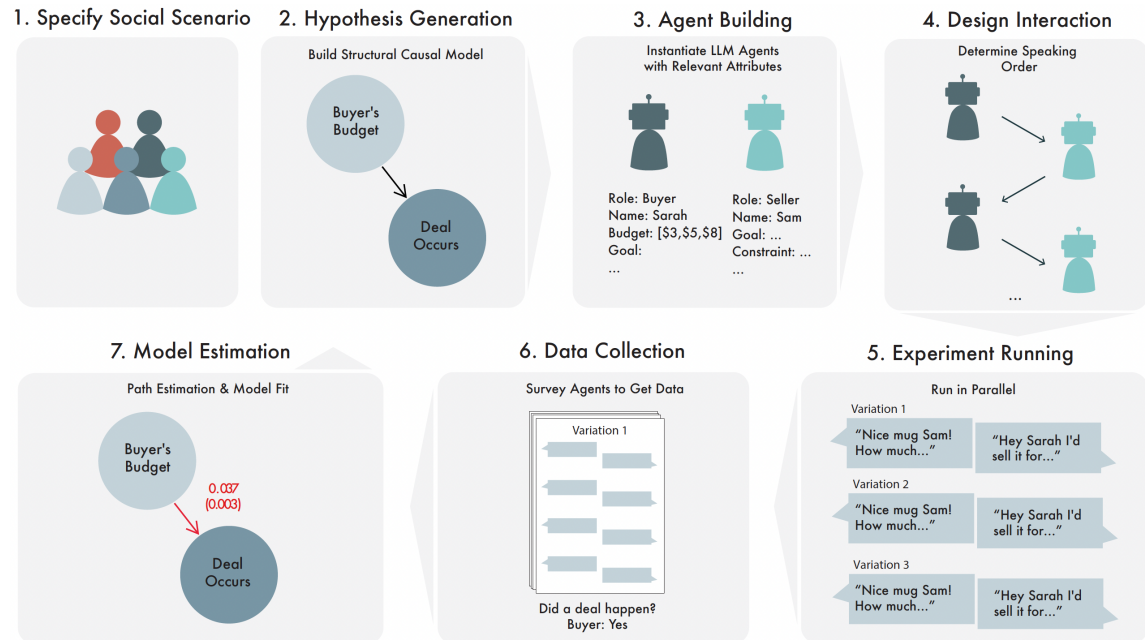 1. Specify Social Scenario
2. Hypothesis Generation
Build Structural Causal Model
Buyer's
Budget
Deal
Occurs
3. Agent Building
Instantiate LLM Agents
with Relevant Attributes
Role: Buyer
Name: Sarah
Budget: [$3,$5,$8]
Goal:
...
Role: Seller
Name: Sam
Goal: ...
Constraint: ...
...
4. Design Interaction
Determine Speaking
Order
...
5. Experiment Running
Run in Parallel
Variation 1
“Nice mug Sam!
How much...”
“Hey Sarah I'd
sell it for...”
Variation 2
“Nice mug Sam!
How much...”
“Hey Sarah I'd
sell it for...”
Variation 3
“Nice mug Sam!
How much...”
“Hey Sarah I'd
sell it for...”
6. Data Collection
Survey Agents to Get Data
Variation 1
Did a deal happen?
Buyer: Yes
7. Model Estimation
Path Estimation & Model Fit
Buyer's
Budget
0.037
(0.003)
Deal
Occurs